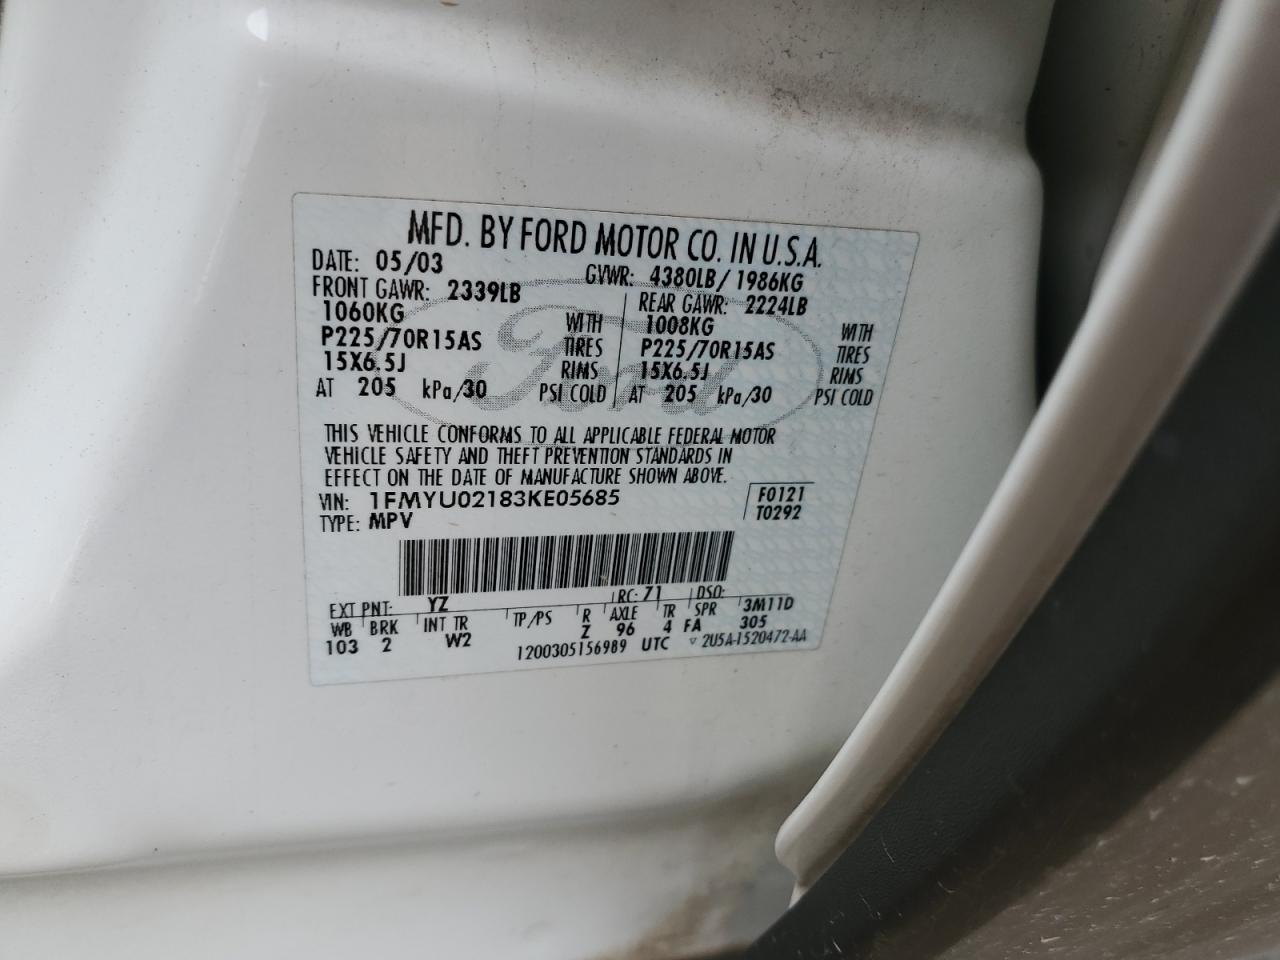 MFD. BY FORD MOTOR CO. IN U.S.A.
DATE: 05/03 GVWR: 4380LB/ 1986KG
FRONT GAWR: 2339LB REAR GAWR: 2224LB
1060KG WITH 1008KG WITH
P225/70R15AS TIRES P225/70R15AS TIRES
15X6.5J RIMS 15X6.5J RIMS
AT 205 kPa/30 PSI COLD AT 205 kPa/30 PSI COLD
Ford
THIS VEHICLE CONFORMS TO ALL APPLICABLE FEDERAL MOTOR
VEHICLE SAFETY AND THEFT PREVENTION STANDARDS IN
EFFECT ON THE DATE OF MANUFACTURE SHOWN ABOVE.
VIN: 1FMYU02183KE05685 F0121
TYPE: MPV T0292
EXT PNT: YZ RC: 71 DSO:
WB BRK INT TR TP/PS R AXLE TR SPR 3M11D
103 2 W2 Z 96 4 FA 305
1200305156989 UTC ▽ 2U5A-1520472-AA